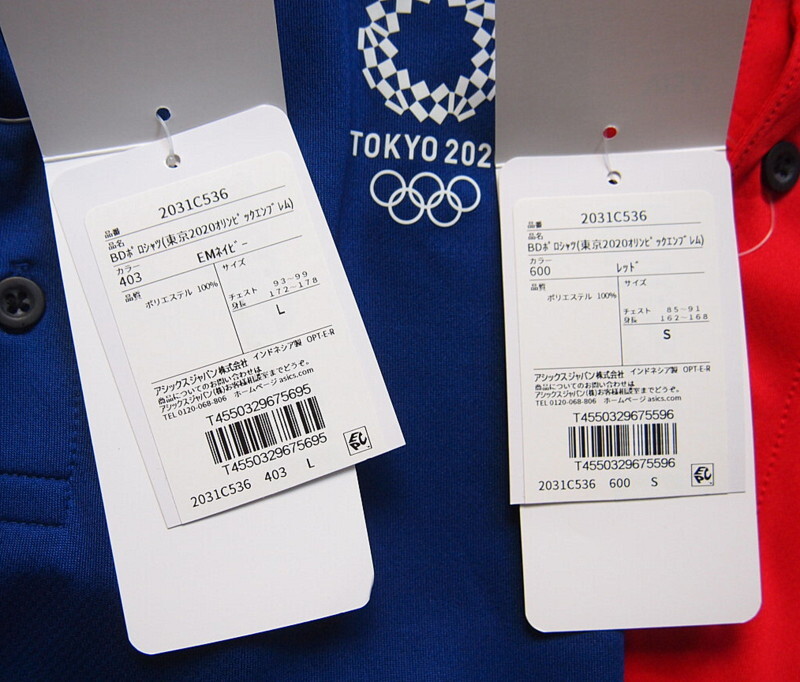 TOKYO 202
品番 2031C536
品名
BDﾎﾟﾛｼｬﾂ(東京2020ｵﾘﾝﾋﾟｯｸｴﾝﾌﾞﾚﾑ)
カラー
403 EMﾈｲﾋﾞｰ
品質 サイズ
ポリエステル 100%
チェスト 93-99
身長 172-178
L
アシックスジャパン株式会社 インドネシア製 OPT-E-R
商品についてのお問い合わせは
アシックスジャパン(株)お客様相談室までどうぞ。
TEL 0120-068-806 ホームページ asics.com
T4550329675695
T4550329675695
EPC
2031C536 403 L
品番 2031C536
品名
BDﾎﾟﾛｼｬﾂ(東京2020ｵﾘﾝﾋﾟｯｸｴﾝﾌﾞﾚﾑ)
カラー
600 ﾚｯﾄﾞ
品質 サイズ
ポリエステル 100%
チェスト 85-91
身長 162-168
S
アシックスジャパン株式会社 インドネシア製 OPT-E-R
商品についてのお問い合わせは
アシックスジャパン(株)お客様相談室までどうぞ。
TEL 0120-068-806 ホームページ asics.com
T4550329675596
T4550329675596
EPC
2031C536 600 S